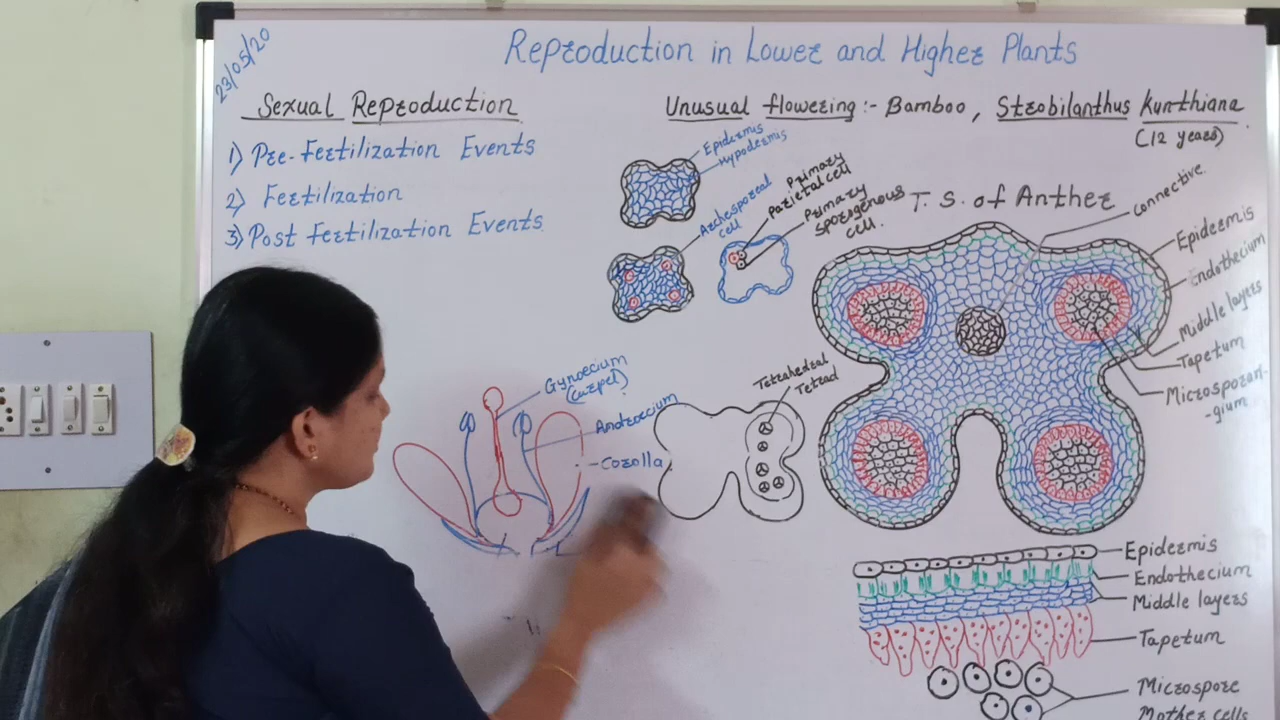 23/05/20
Reproduction in Lower and Higher Plants
Sexual Reproduction
1) Pre-Fertilization Events
2) Fertilization
3) Post Fertilization Events
Unusual flowering :- Bamboo, Strobilanthus kunthiana
(12 years)
Epidermis
Hypodermis
Archesporeal
cell
Primary
Parietal cell
Primary
Sporogenous
cell.
T. S. of Anther
connective.
Epidermis
Endothecium
Middle layers
Tapetum
Microsporan-
-gium
Gynoecium
(carpel)
Androecium
Corolla
Tetrahedral
Tetrad
Epidermis
Endothecium
Middle layers
Tapetum
Microspore
Mother cells